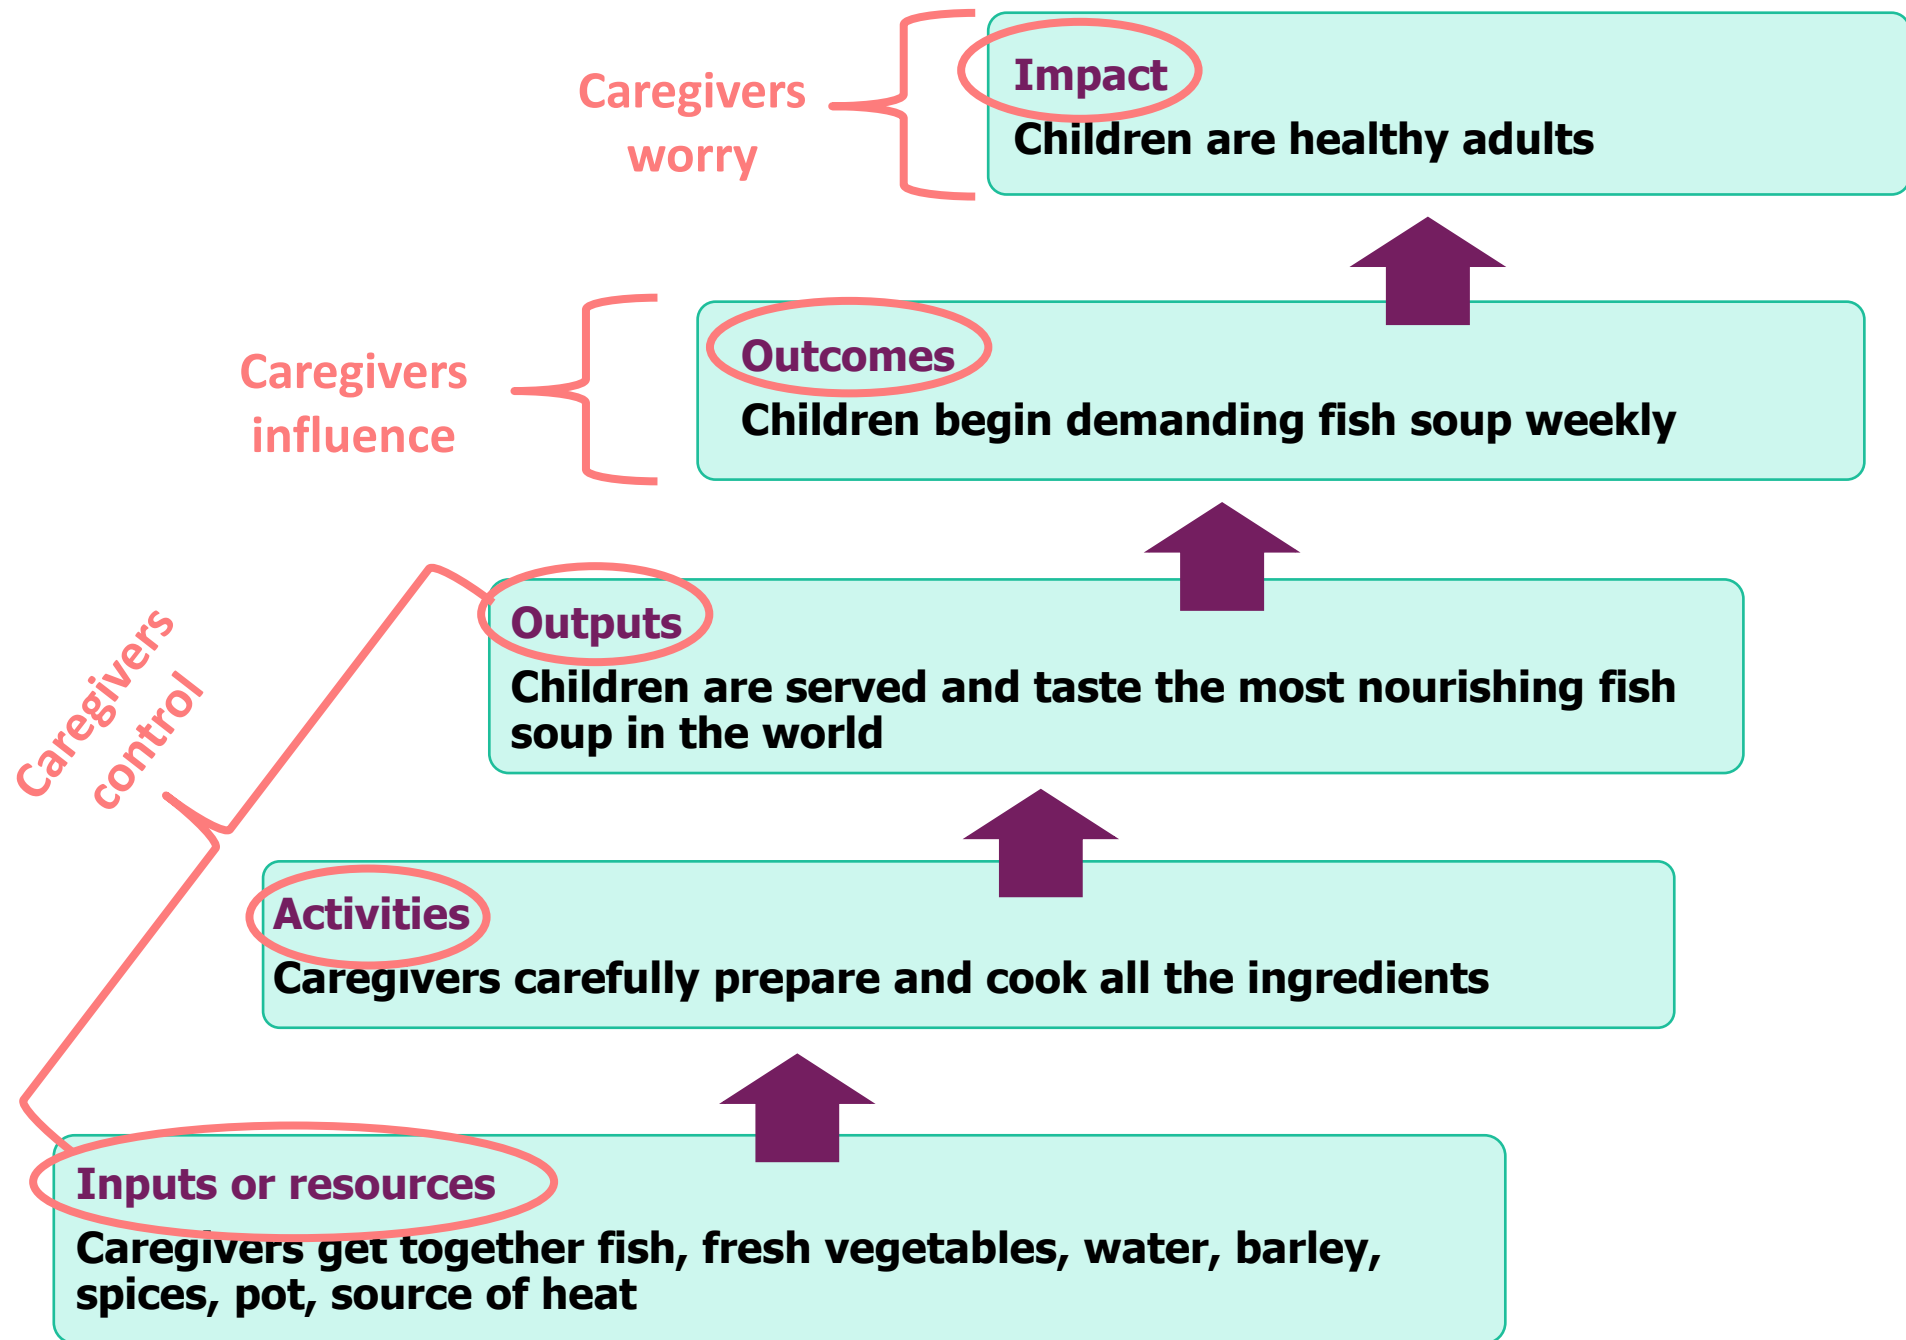 Caregivers
worry
Impact
Children are healthy adults
Caregivers
influence
Outcomes
Children begin demanding fish soup weekly
Caregivers
control
Outputs
Children are served and taste the most nourishing fish
soup in the world
Activities
Caregivers carefully prepare and cook all the ingredients
Inputs or resources
Caregivers get together fish, fresh vegetables, water, barley,
spices, pot, source of heat